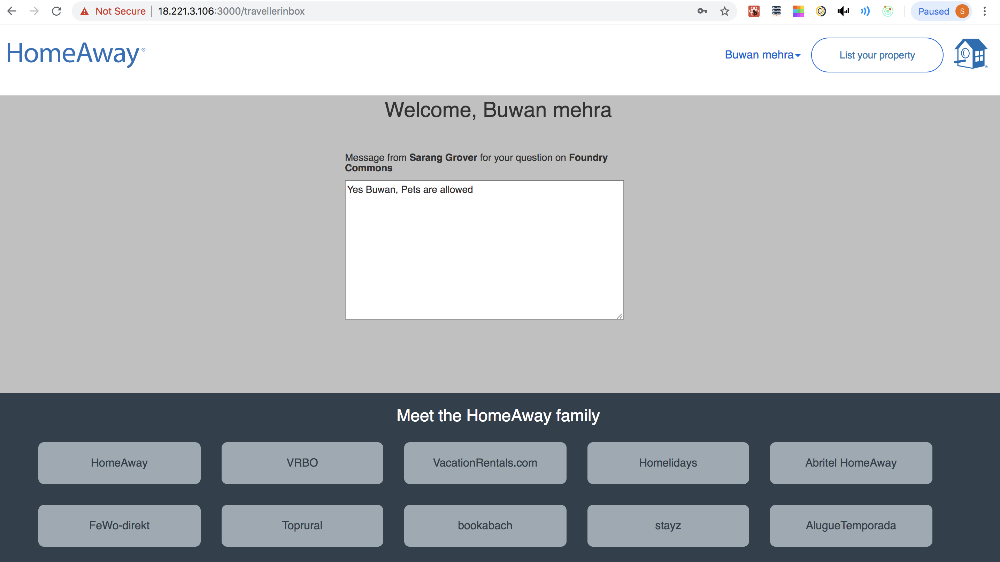 Not Secure 18.221.3.106:3000/travellerinbox Paused S
HomeAway®
Buwan mehra List your property ®
Welcome, Buwan mehra
Message from Sarang Grover for your question on Foundry
Commons
Yes Buwan, Pets are allowed
Meet the HomeAway family
HomeAway VRBO VacationRentals.com Homelidays Abritel HomeAway
FeWo-direkt Toprural bookabach stayz AlugueTemporada